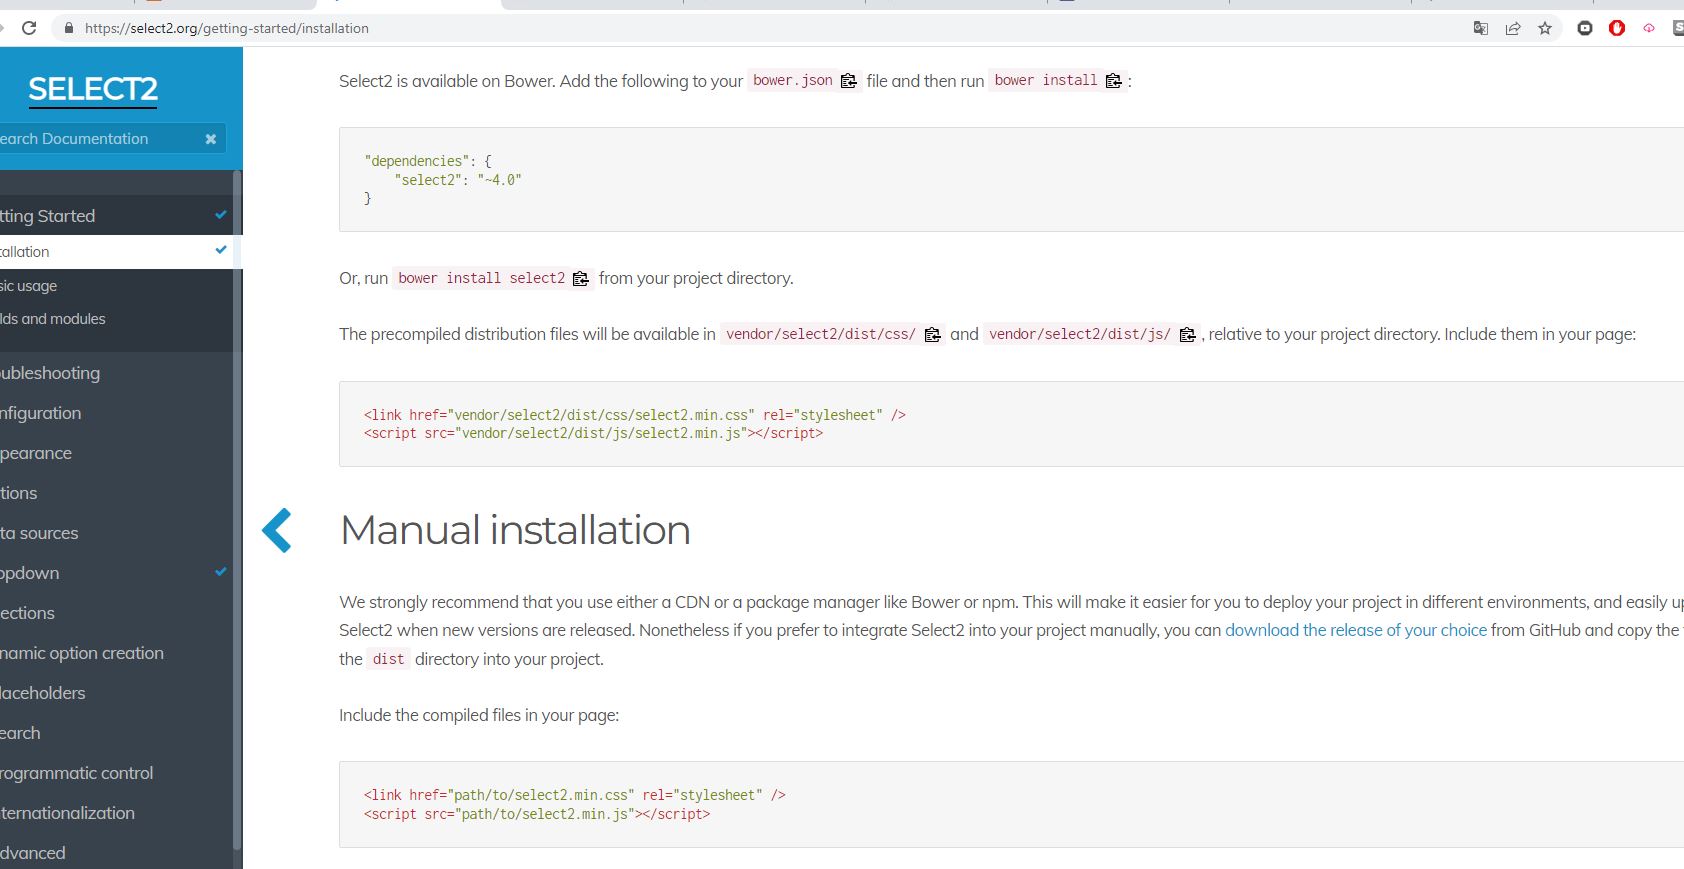 https://select2.org/getting-started/installation
SELECT2
earch Documentation
tting Started
tallation
sic usage
lds and modules
oubleshooting
nfiguration
pearance
tions
ta sources
opdown
ections
namic option creation
laceholders
earch
rogrammatic control
nternationalization
dvanced
Select2 is available on Bower. Add the following to your bower.json file and then run bower install :
"dependencies": {
"select2": "~4.0"
}
Or, run bower install select2 from your project directory.
The precompiled distribution files will be available in vendor/select2/dist/css/ and vendor/select2/dist/js/ , relative to your project directory. Include them in your page:
<link href="vendor/select2/dist/css/select2.min.css" rel="stylesheet" />
<script src="vendor/select2/dist/js/select2.min.js"></script>
Manual installation
We strongly recommend that you use either a CDN or a package manager like Bower or npm. This will make it easier for you to deploy your project in different environments, and easily up
Select2 when new versions are released. Nonetheless if you prefer to integrate Select2 into your project manually, you can download the release of your choice from GitHub and copy the
the dist directory into your project.
Include the compiled files in your page:
<link href="path/to/select2.min.css" rel="stylesheet" />
<script src="path/to/select2.min.js"></script>